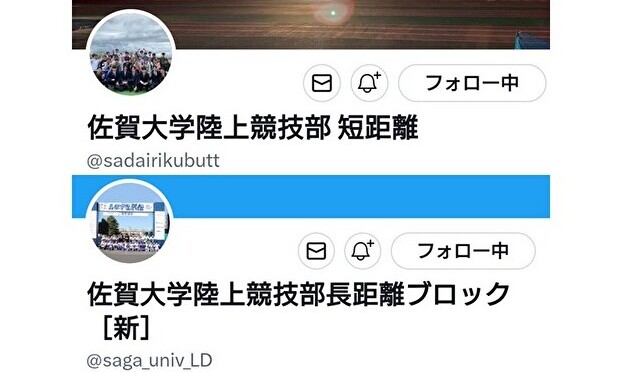 フォロー中
佐賀大学陸上競技部 短距離
@sadairikubutt
フォロー中
佐賀大学陸上競技部長距離ブロック
［新］
@saga_univ_LD